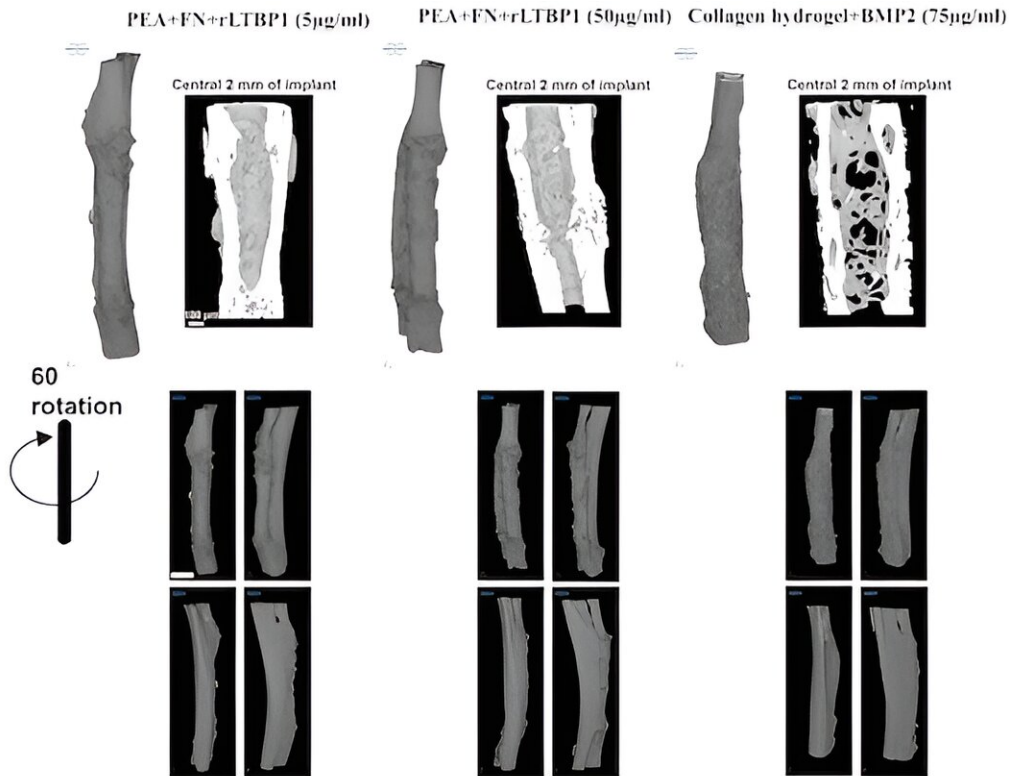 PEA+FN+rLTBP1 (5µg/ml)
PEA+FN+rLTBP1 (50µg/ml)
Collagen hydrogel+BMP2 (75µg/ml)
Central 2 mm of implant
Central 2 mm of implant
Central 2 mm of implant
60
rotation